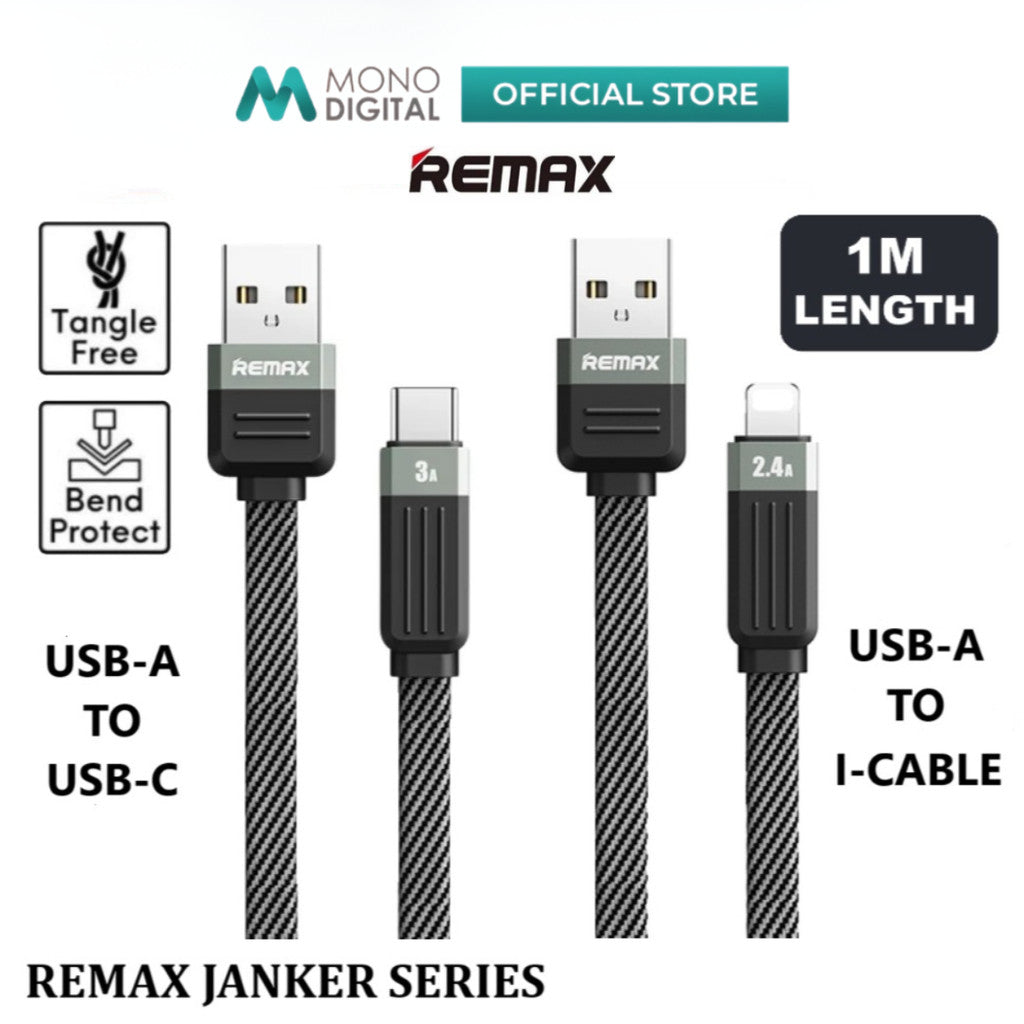 MONO
DIGITAL
OFFICIAL STORE
REMAX
Tangle
Free
1M
LENGTH
REMAX
REMAX
3A
2.4A
Bend
Protect
USB-A
TO
USB-C
USB-A
TO
I-CABLE
REMAX JANKER SERIES